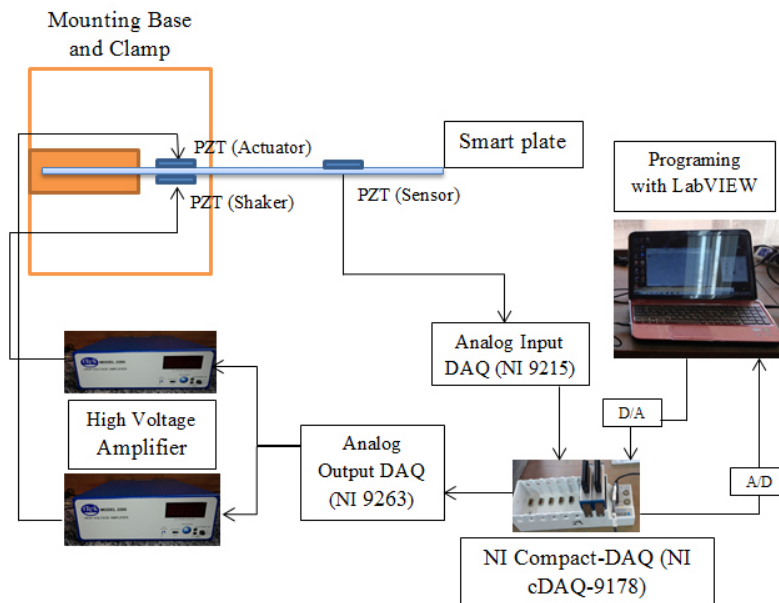 Mounting Base
and Clamp
PZT (Actuator)
PZT (Shaker)
PZT (Sensor)
Smart plate
Programing
with LabVIEW
Analog Input
DAQ (NI 9215)
D/A
A/D
High Voltage
Amplifier
Analog
Output DAQ
(NI 9263)
NI Compact-DAQ (NI
cDAQ-9178)